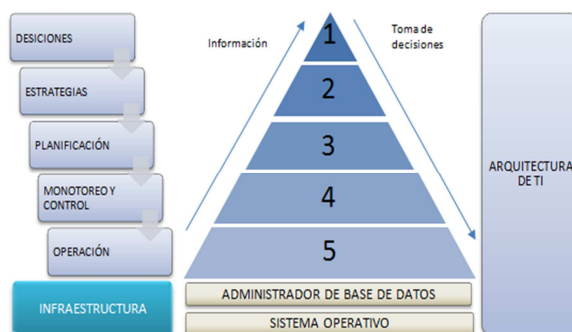 DESICIONES
ESTRATEGIAS
PLANIFICACIÓN
MONOTOREO Y
CONTROL
OPERACIÓN
INFRAESTRUCTURA
Información
Toma de
decisiones
1
2
3
4
5
ADMINISTRADOR DE BASE DE DATOS
SISTEMA OPERATIVO
ARQUITECTURA
DE TI